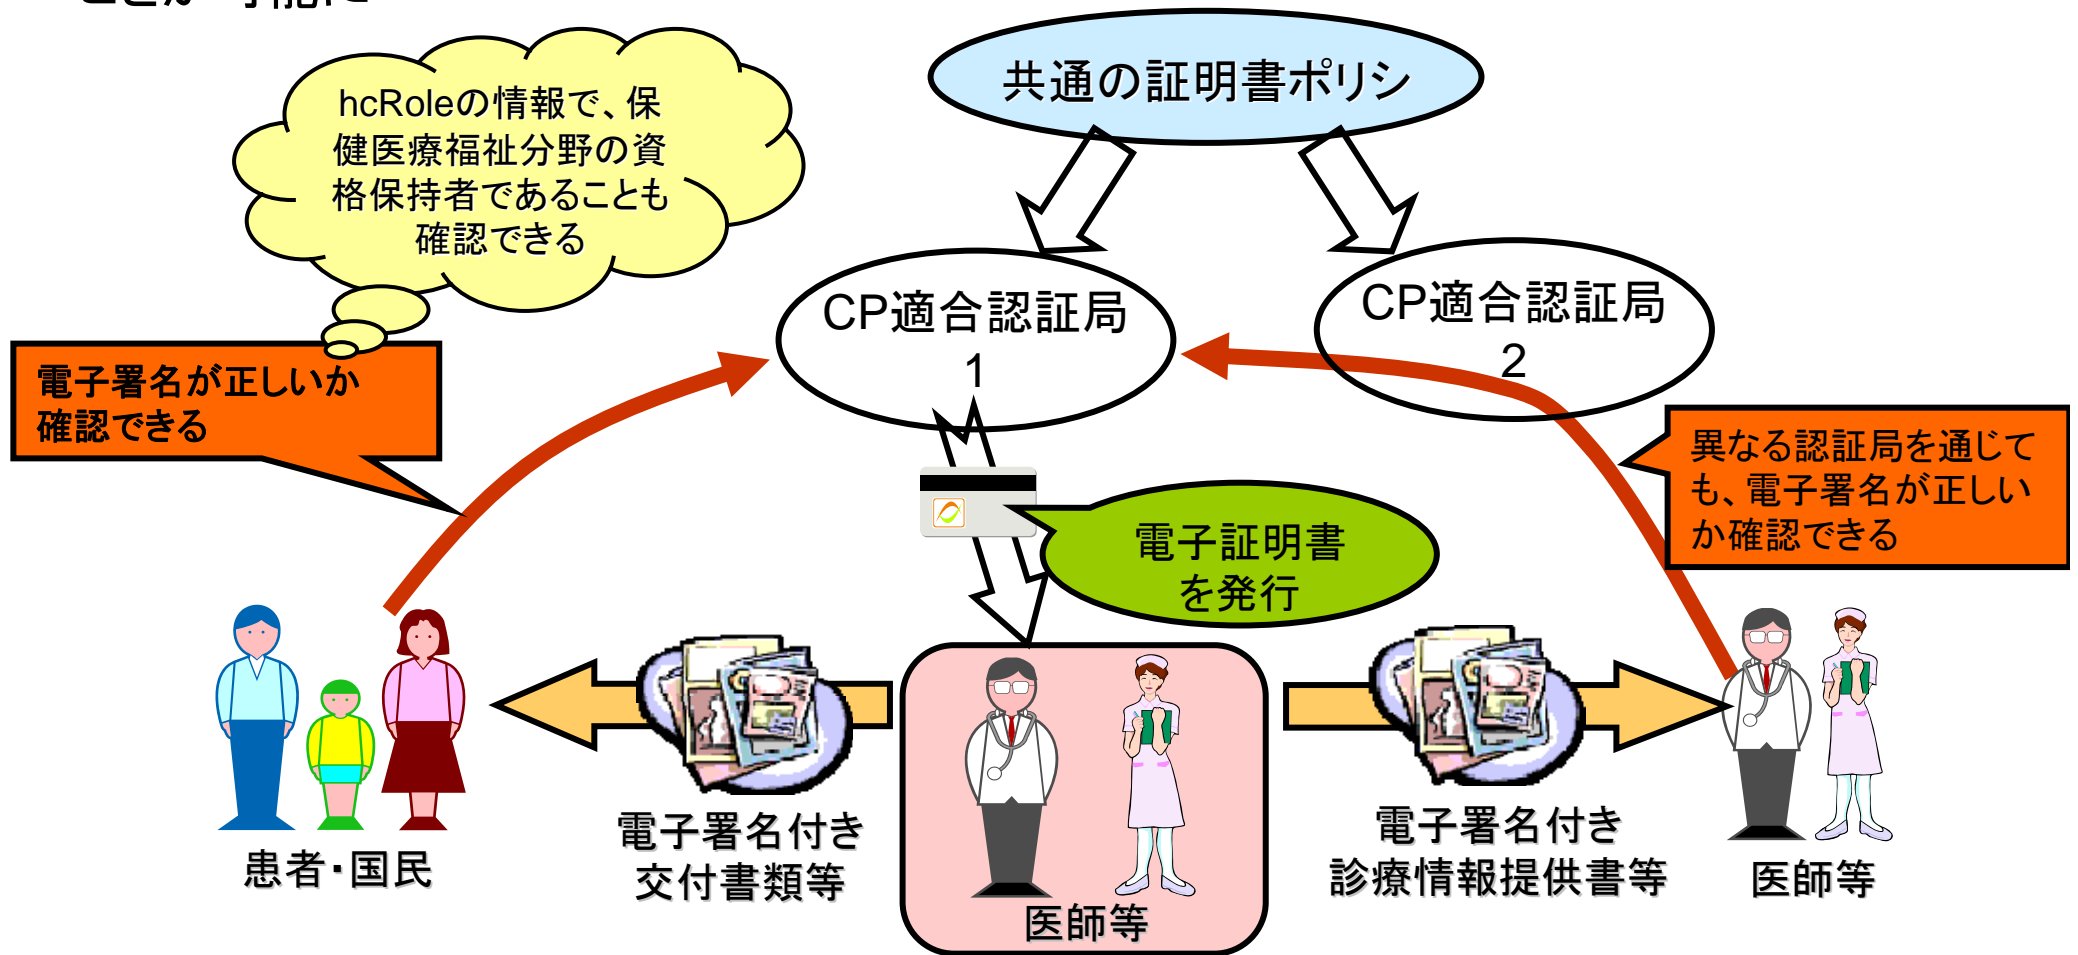 共通の証明書ポリシ
hcRoleの情報で、保
健医療福祉分野の資
格保持者であることも
確認できる
CP適合認証局
1
CP適合認証局
2
電子署名が正しいか
確認できる
異なる認証局を通じて
も、電子署名が正しい
か確認できる
電子証明書
を発行
電子署名付き
交付書類等
電子署名付き
診療情報提供書等
患者・国民
医師等
医師等